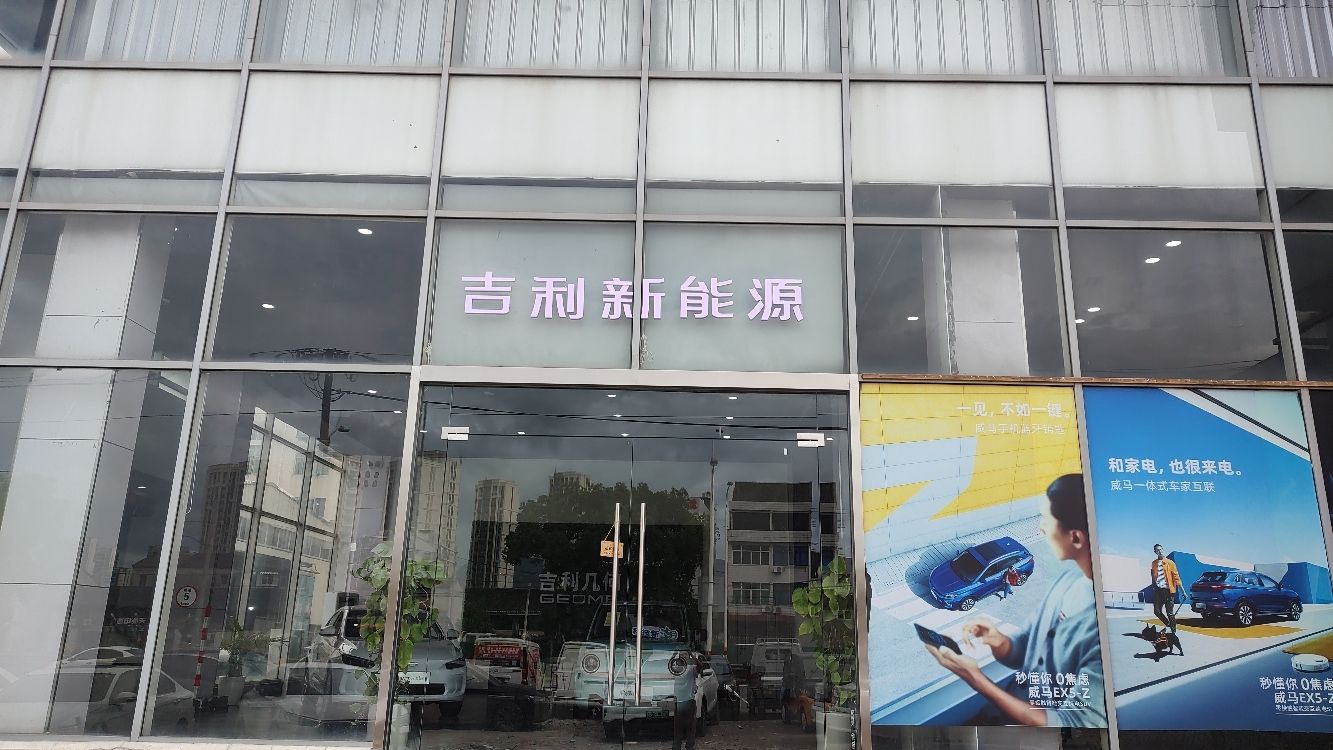 吉利新能源
一见，不如一键。
威马手机蓝牙钥匙
和家电，也很来电。
威马一体式车家互联
吉利几何
5
秒懂你 0焦虑
威马EX5-Z
秒懂你 0焦虑
威马EX5-Z